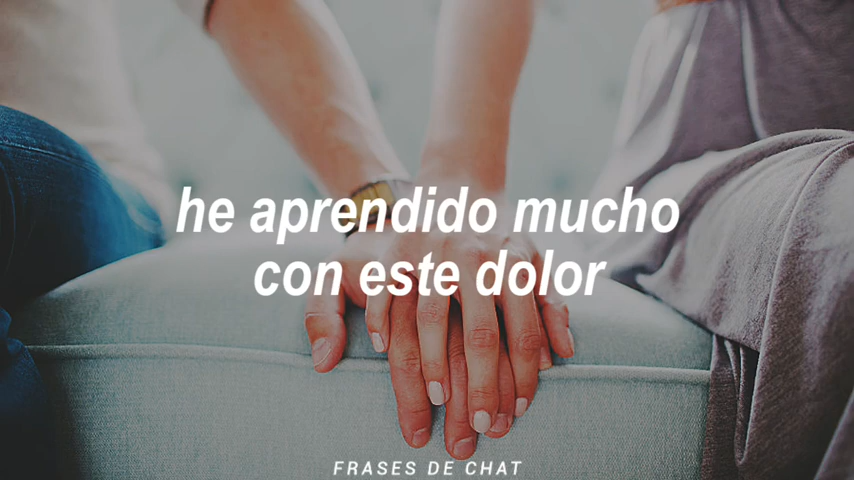 he aprendido mucho
con este dolor
FRASES DE CHAT